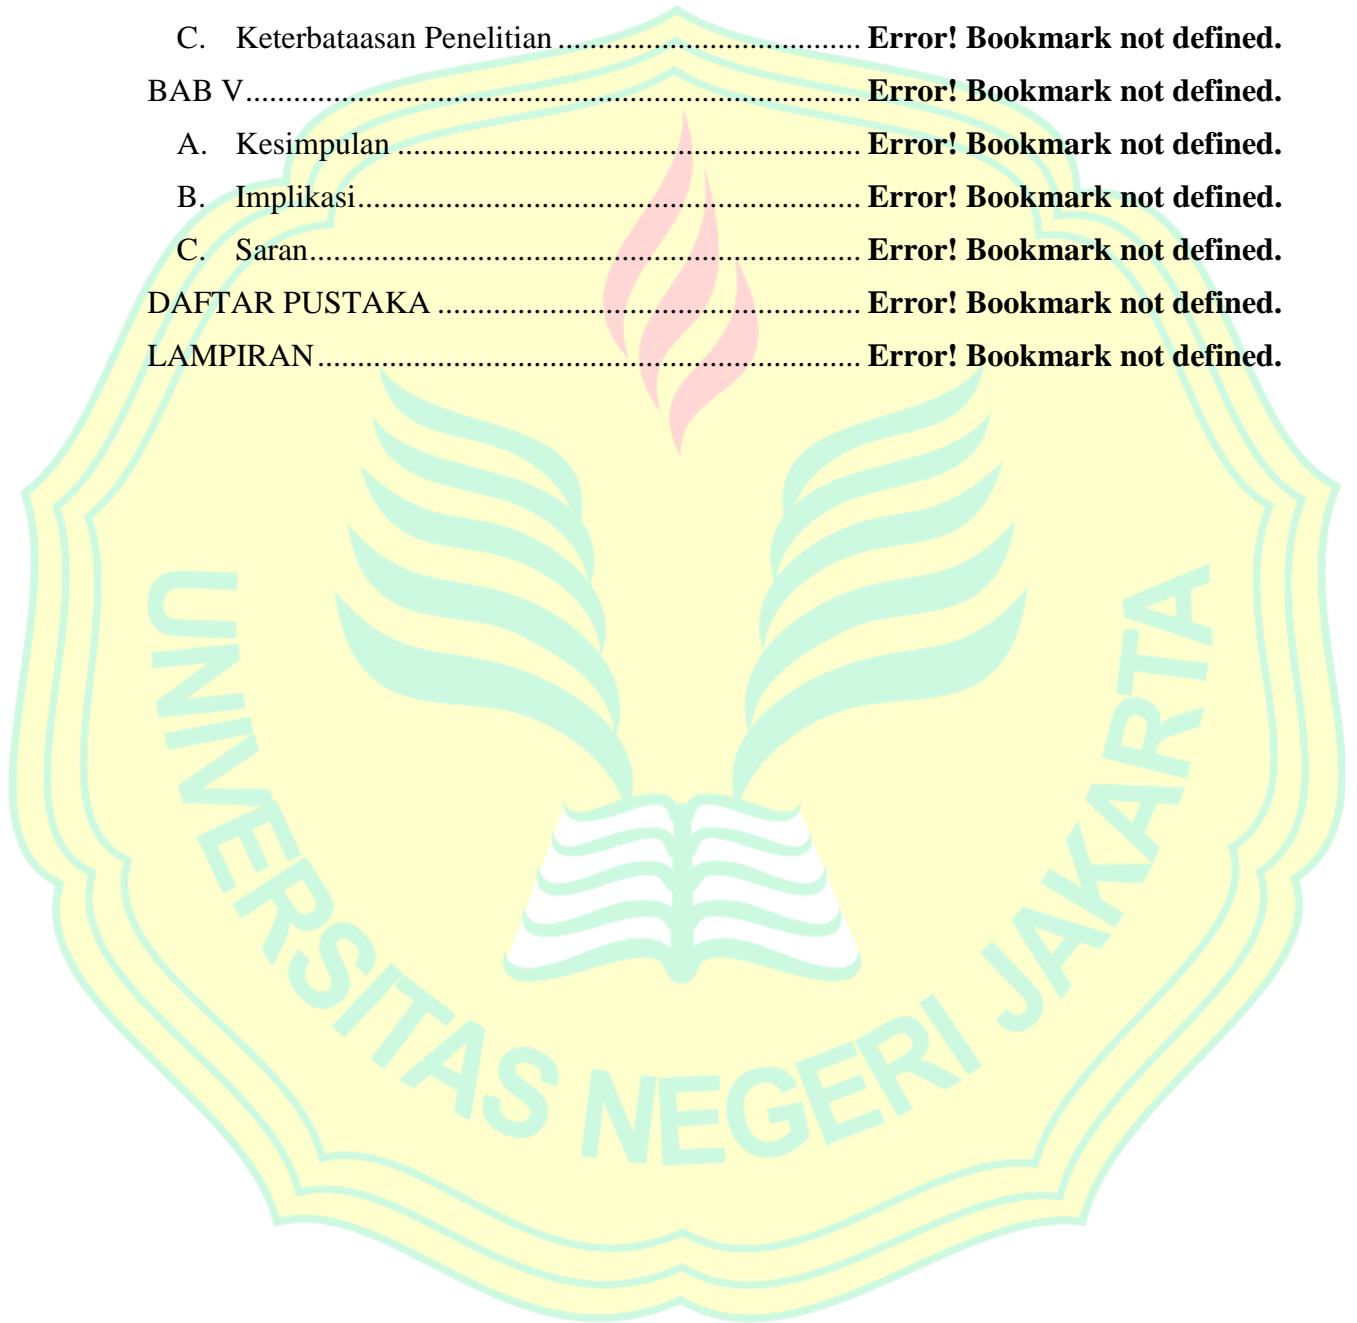 C. Keterbataasan Penelitian ...................................... Error! Bookmark not defined.
BAB V............................................................................. Error! Bookmark not defined.
A. Kesimpulan .......................................................... Error! Bookmark not defined.
B. Implikasi............................................................... Error! Bookmark not defined.
C. Saran..................................................................... Error! Bookmark not defined.
DAFTAR PUSTAKA ..................................................... Error! Bookmark not defined.
LAMPIRAN.................................................................... Error! Bookmark not defined.
UNIVERSITAS NEGERI JAKARTA